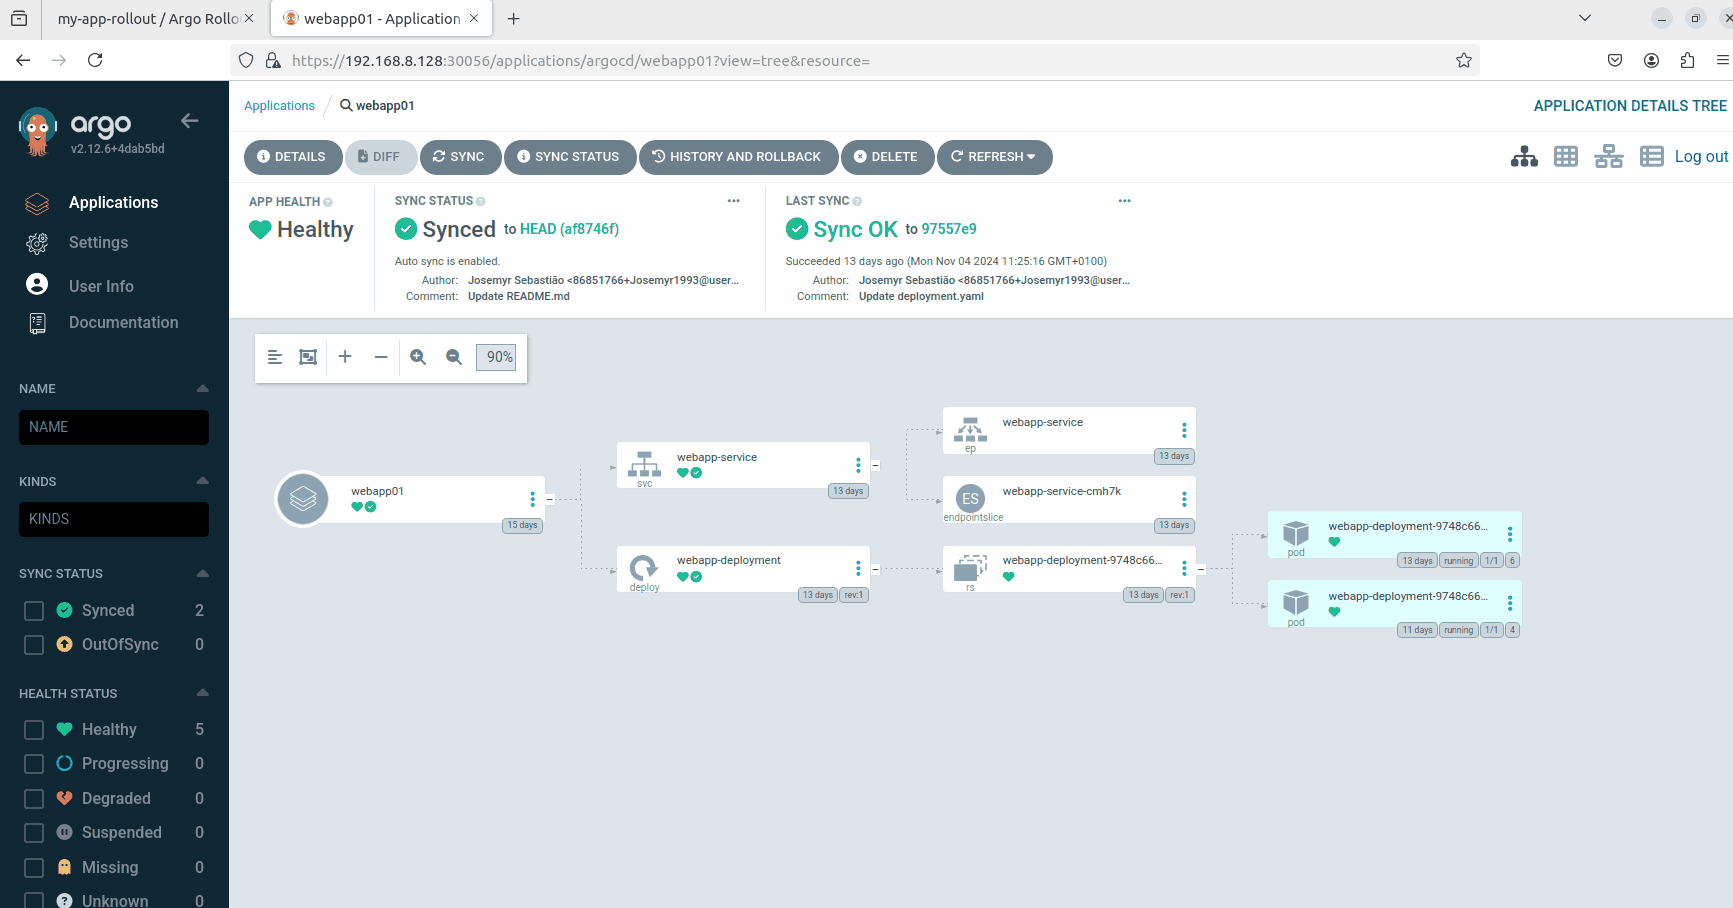 my-app-rollout / Argo Rollo
webapp01 - Application
https://192.168.8.128:30056/applications/argocd/webapp01?view=tree&resource=
argo
v2.12.6+4dab5bd
Applications
Settings
User Info
Documentation
NAME
NAME
KINDS
KINDS
SYNC STATUS
Synced 2
OutOfSync 0
HEALTH STATUS
Healthy 5
Progressing 0
Degraded 0
Suspended 0
Missing 0
Unknown 0
Applications / webapp01
APPLICATION DETAILS TREE
DETAILS DIFF SYNC SYNC STATUS HISTORY AND ROLLBACK DELETE REFRESH
Log out
APP HEALTH
Healthy
SYNC STATUS
Synced to HEAD (af8746f)
Auto sync is enabled.
Author: Josemyr Sebastião <86851766+Josemyr1993@user...
Comment: Update README.md
LAST SYNC
Sync OK to 97557e9
Succeeded 13 days ago (Mon Nov 04 2024 11:25:16 GMT+0100)
Author: Josemyr Sebastião <86851766+Josemyr1993@user...
Comment: Update deployment.yaml
90%
webapp01
15 days
webapp-service
svc
13 days
webapp-deployment
deploy
13 days rev:1
webapp-service
ep
13 days
ES
webapp-service-cmh7k
endpointslice
13 days
webapp-deployment-9748c66...
rs
13 days rev:1
webapp-deployment-9748c66...
pod
13 days running 1/1 6
webapp-deployment-9748c66...
pod
11 days running 1/1 4